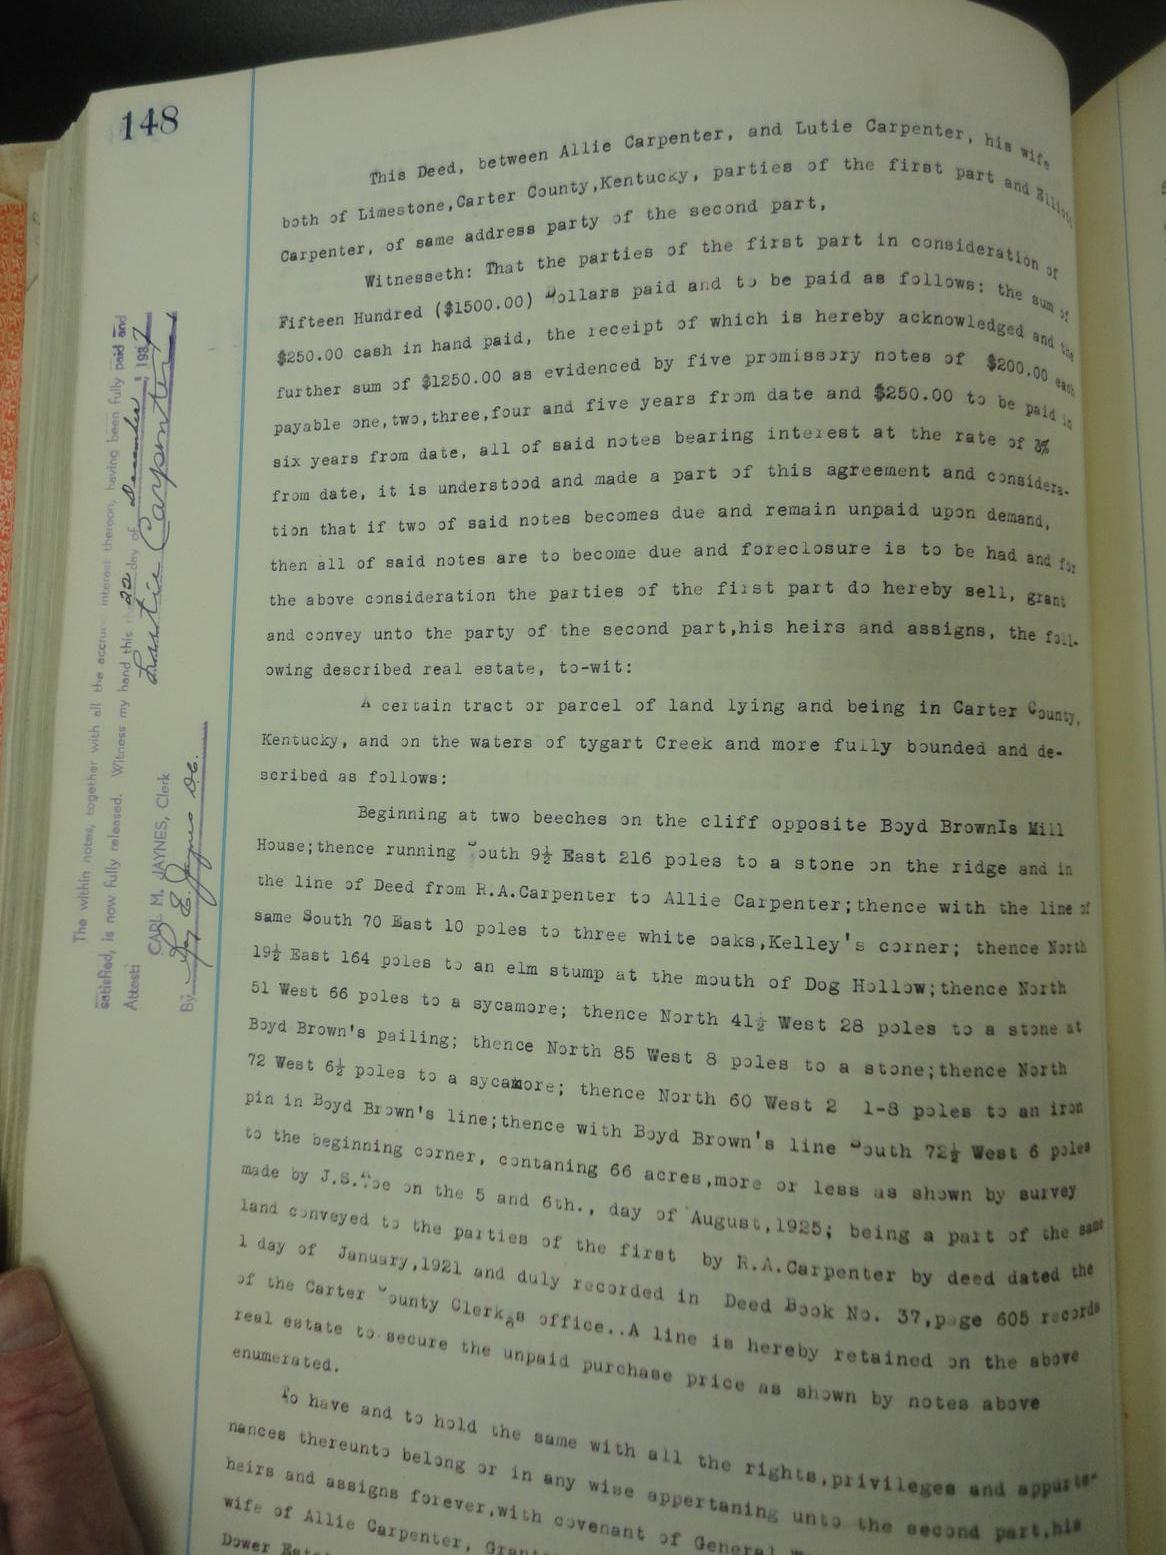 148
This Deed, between Allie Carpenter, and Lutie Carpenter, his wife
both of Limestone,Carter County,Kentucky, parties of the first part and Elliott
Carpenter, of same address party of the second part,
Witnesseth: That the parties of the first part in consideration of
Fifteen Hundred ($1500.00) Dollars paid and to be paid as follows: the sum of
$250.00 cash in hand paid, the receipt of which is hereby acknowledged and the
further sum of $1250.00 as evidenced by five promissory notes of $200.00 each
payable one,two,three,four and five years from date and $250.00 to be paid in
six years from date, all of said notes bearing interest at the rate of
from date, it is understood and made a part of this agreement and considera-
tion that if two of said notes becomes due and remain unpaid upon demand,
then all of said notes are to become due and foreclosure is to be had and for
the above consideration the parties of the first part do hereby sell, grant
and convey unto the party of the second part,his heirs and assigns, the foll-
owing described real estate, to-wit:
A certain tract or parcel of land lying and being in Carter County,
Kentucky, and on the waters of tygart Creek and more fully bounded and de-
scribed as follows:
Beginning at two beeches on the cliff opposite Boyd BrownIs Mill
House;thence running South 9½ East 216 poles to a stone on the ridge and in
the line of Deed from R.A.Carpenter to Allie Carpenter;thence with the line of
same South 70 East 10 poles to three white oaks,Kelley's corner; thence North
19½ East 164 poles to an elm stump at the mouth of Dog Hollow;thence North
51 West 66 poles to a sycamore; thence North 41½ West 28 poles to a stone at
Boyd Brown's pailing; thence North 85 West 8 poles to a stone;thence North
72 West 6½ poles to a sycamore; thence North 60 West 2 1-8 poles to an iron
pin in Boyd Brown's line;thence with Boyd Brown's line South 72½ West 6 poles
to the beginning corner, contaning 66 acres,more or less as shown by survey
made by J.S. on the 5 and 6th., day of August,1925; being a part of the same
land conveyed to the parties of the first by R.A.Carpenter by deed dated the
1 day of January,1921 and duly recorded in Deed Book No. 37,page 605 records
of the Carter County Clerk,s office..A line is hereby retained on the above
real estate to secure the unpaid purchase price as shown by notes above
enumerated.
To have and to hold the same with all the rights,privileges and appurte-
nances thereunto belong or in any wise appertaning unto the second part,his
heirs and assigns forever,with covenant of General
wife of Allie Carpenter,
Dower
The within notes, together with all the accrued interest thereon, having been fully paid and
satisfied, is now fully released. Witness my hand this 22 day of December, 1937
Lutie Carpenter
Attest: CARL M. JAYNES, Clerk
By E. Jaynes D.C.